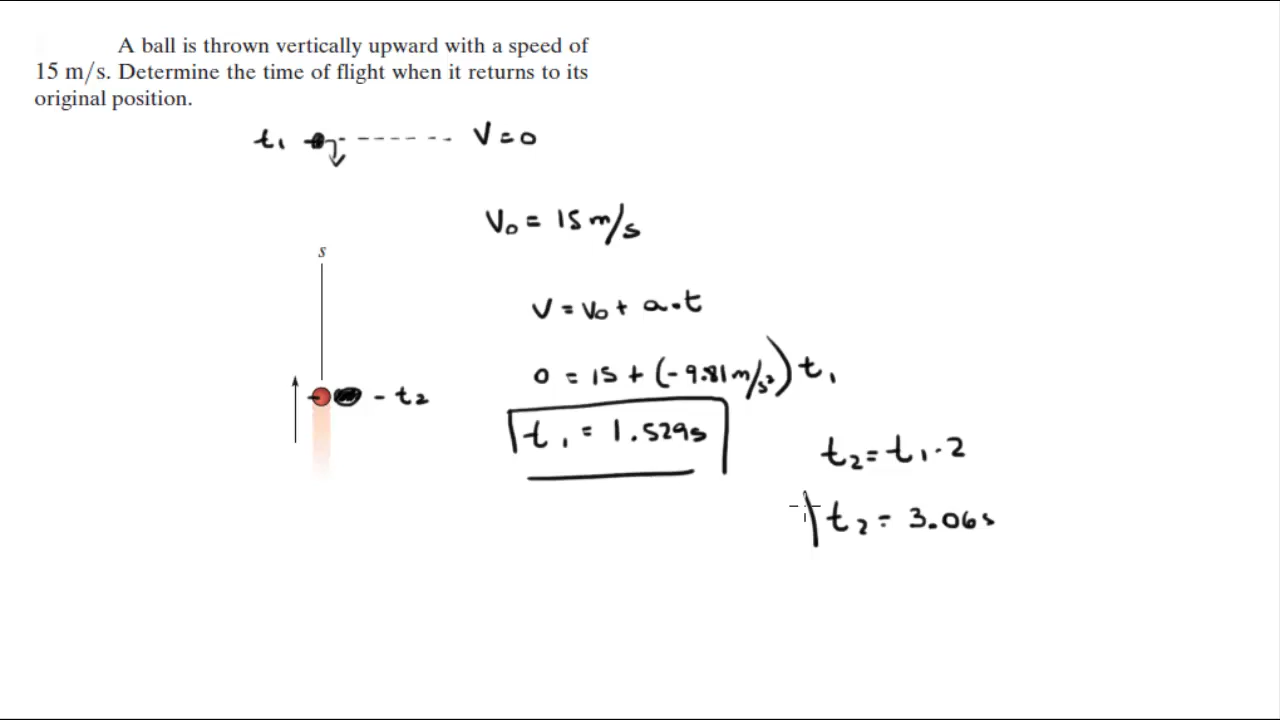 A ball is thrown vertically upward with a speed of
15 m/s. Determine the time of flight when it returns to its
original position.
t₁ V=0
V₀ = 15 m/s
s
V = V₀ + a·t
0 = 15 + (-9.81 m/s²) t₁
- t₂
t₁ = 1.529s
t₂ = t₁ · 2
t₂ = 3.06s